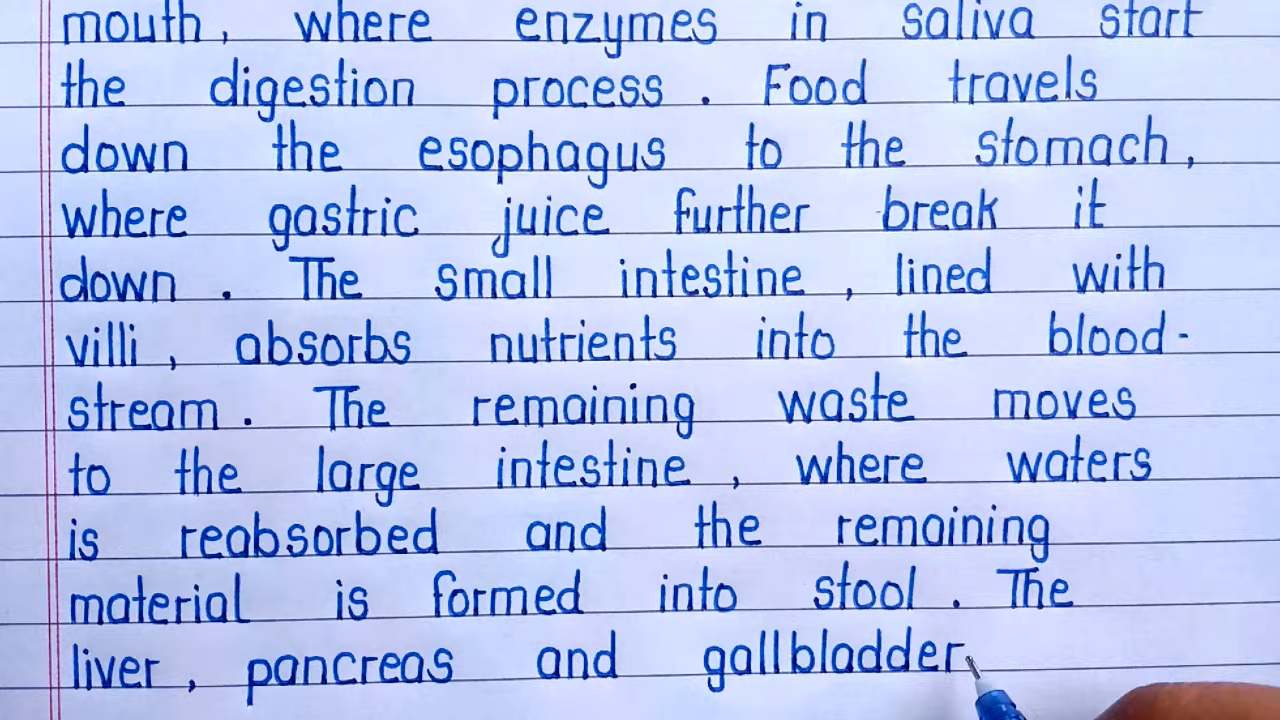 mouth, where enzymes in saliva start
the digestion process. Food travels
down the esophagus to the stomach,
where gastric juice further break it
down. The small intestine, lined with
villi, absorbs nutrients into the blood-
stream. The remaining waste moves
to the large intestine, where waters
is reabsorbed and the remaining
material is formed into stool. The
liver, pancreas and gallbladder